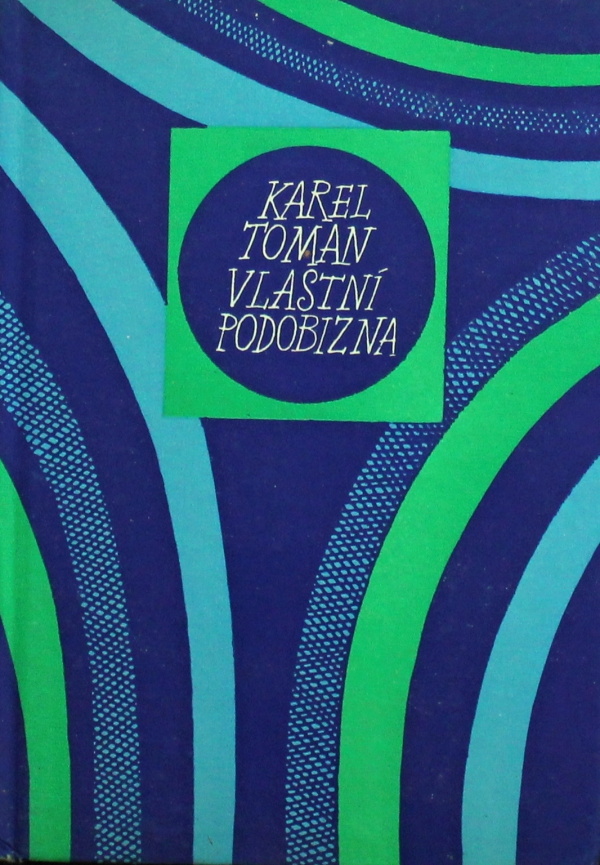 KAREL
TOMAN
VLASTNÍ
PODOBIZNA